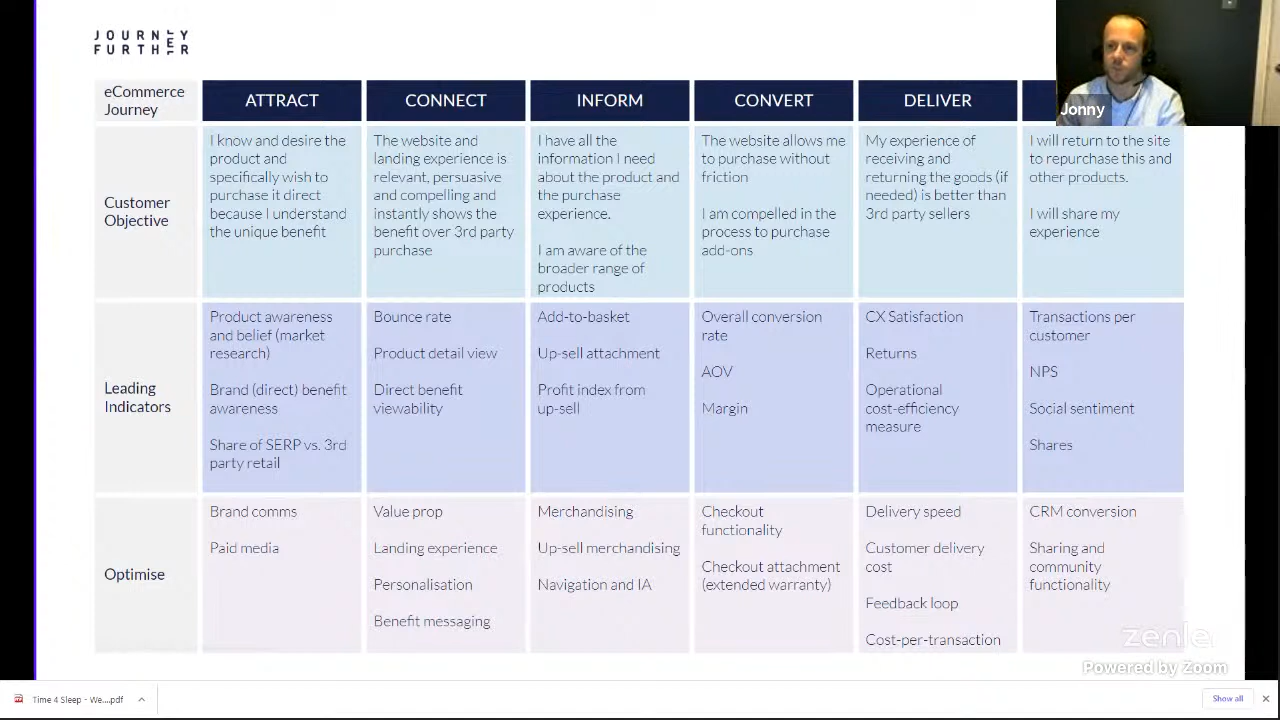 JOURNEY
FURTHER
eCommerce
Journey
ATTRACT
CONNECT
INFORM
CONVERT
DELIVER
Jonny
Customer
Objective
I know and desire the
product and
specifically wish to
purchase it direct
because I understand
the unique benefit
The website and
landing experience is
relevant, persuasive
and compelling and
instantly shows the
benefit over 3rd party
purchase
I have all the
information I need
about the product and
the purchase
experience.
I am aware of the
broader range of
products
The website allows me
to purchase without
friction
I am compelled in the
process to purchase
add-ons
My experience of
receiving and
returning the goods (if
needed) is better than
3rd party sellers
I will return to the site
to repurchase this and
other products.
I will share my
experience
Leading
Indicators
Product awareness
and belief (market
research)
Brand (direct) benefit
awareness
Share of SERP vs. 3rd
party retail
Bounce rate
Product detail view
Direct benefit
viewability
Add-to-basket
Up-sell attachment
Profit index from
up-sell
Overall conversion
rate
AOV
Margin
CX Satisfaction
Returns
Operational
cost-efficiency
measure
Transactions per
customer
NPS
Social sentiment
Shares
Optimise
Brand comms
Paid media
Value prop
Landing experience
Personalisation
Benefit messaging
Merchandising
Up-sell merchandising
Navigation and IA
Checkout
functionality
Checkout attachment
(extended warranty)
Delivery speed
Customer delivery
cost
Feedback loop
Cost-per-transaction
CRM conversion
Sharing and
community
functionality
zenler
Powered by Zoom
Time 4 Sleep - We....pdf
Show all